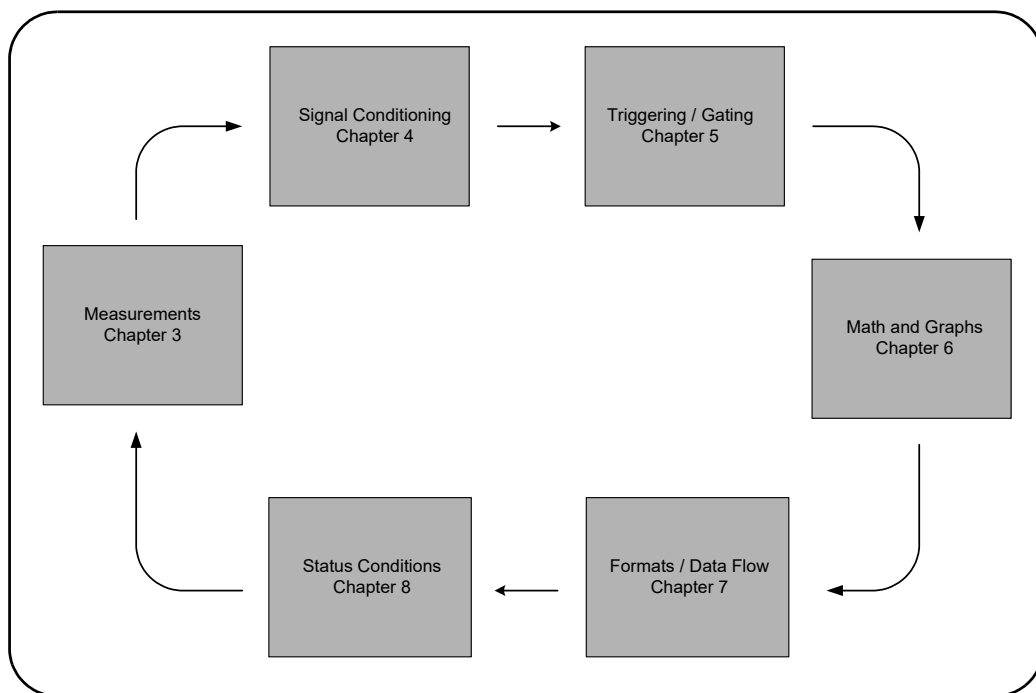 Signal Conditioning
Chapter 4
Triggering / Gating
Chapter 5
Measurements
Chapter 3
Math and Graphs
Chapter 6
Status Conditions
Chapter 8
Formats / Data Flow
Chapter 7